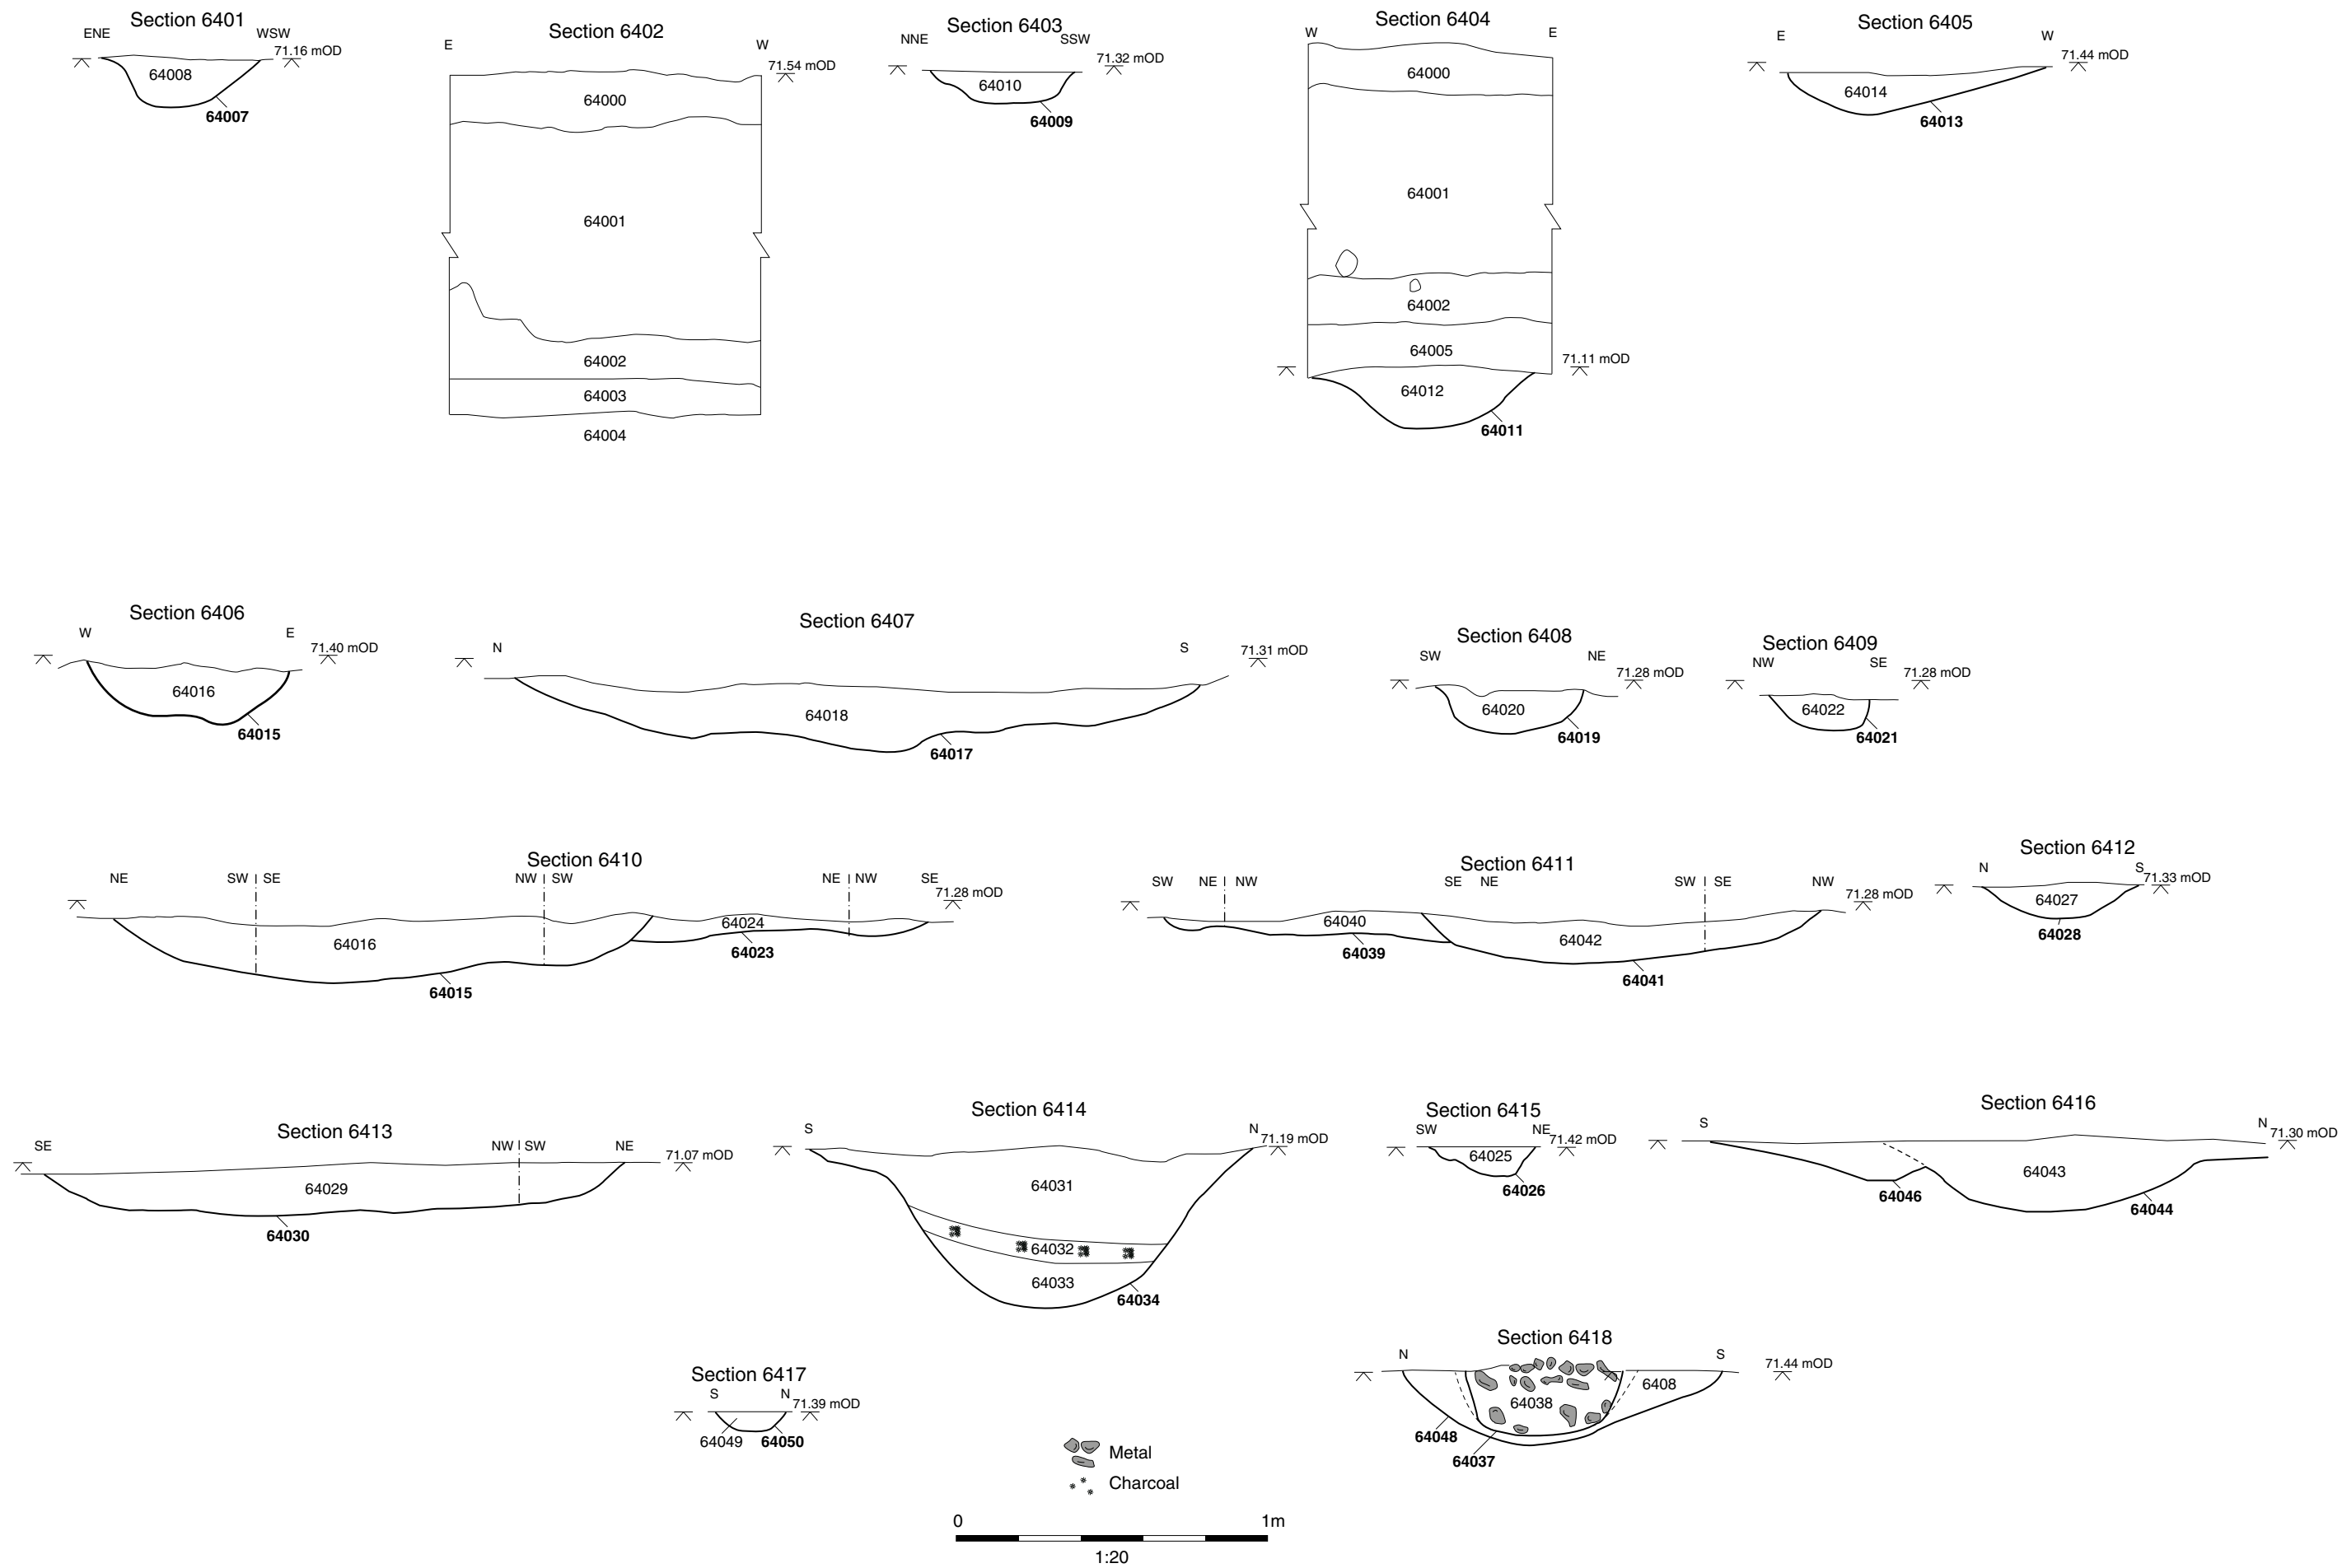 Section 6401
ENE WSW
71.16 mOD
64008
64007
Section 6402
E W
71.54 mOD
64000
64001
64002
64003
64004
Section 6403
NNE SSW
71.32 mOD
64010
64009
Section 6404
W E
64000
64001
64002
64005
71.11 mOD
64012
64011
Section 6405
E W
71.44 mOD
64014
64013
Section 6406
W E
71.40 mOD
64016
64015
Section 6407
N S
71.31 mOD
64018
64017
Section 6408
SW NE
71.28 mOD
64020
64019
Section 6409
NW SE
71.28 mOD
64022
64021
Section 6410
NE SW SE NW SW NE NW SE
71.28 mOD
64024
64016
64023
64015
Section 6411
SW NE NW SE NE SW SE NW
71.28 mOD
64040
64042
64039
64041
Section 6412
N S
71.33 mOD
64027
64028
Section 6413
SE NW SW NE
71.07 mOD
64029
64030
Section 6414
S N
71.19 mOD
64031
64032
64033
64034
Section 6415
SW NE
71.42 mOD
64025
64026
Section 6416
S N
71.30 mOD
64043
64046
64044
Section 6417
S N
71.39 mOD
64049 64050
Section 6418
N S
71.44 mOD
6408
64038
64048
64037
Metal
Charcoal
0 1m
1:20